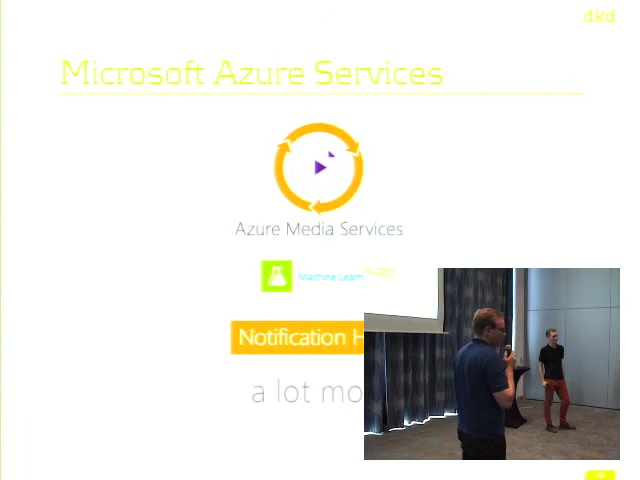 dkd
Microsoft Azure Services
Azure Media Services
Machine Learn
Notification H
a lot mo